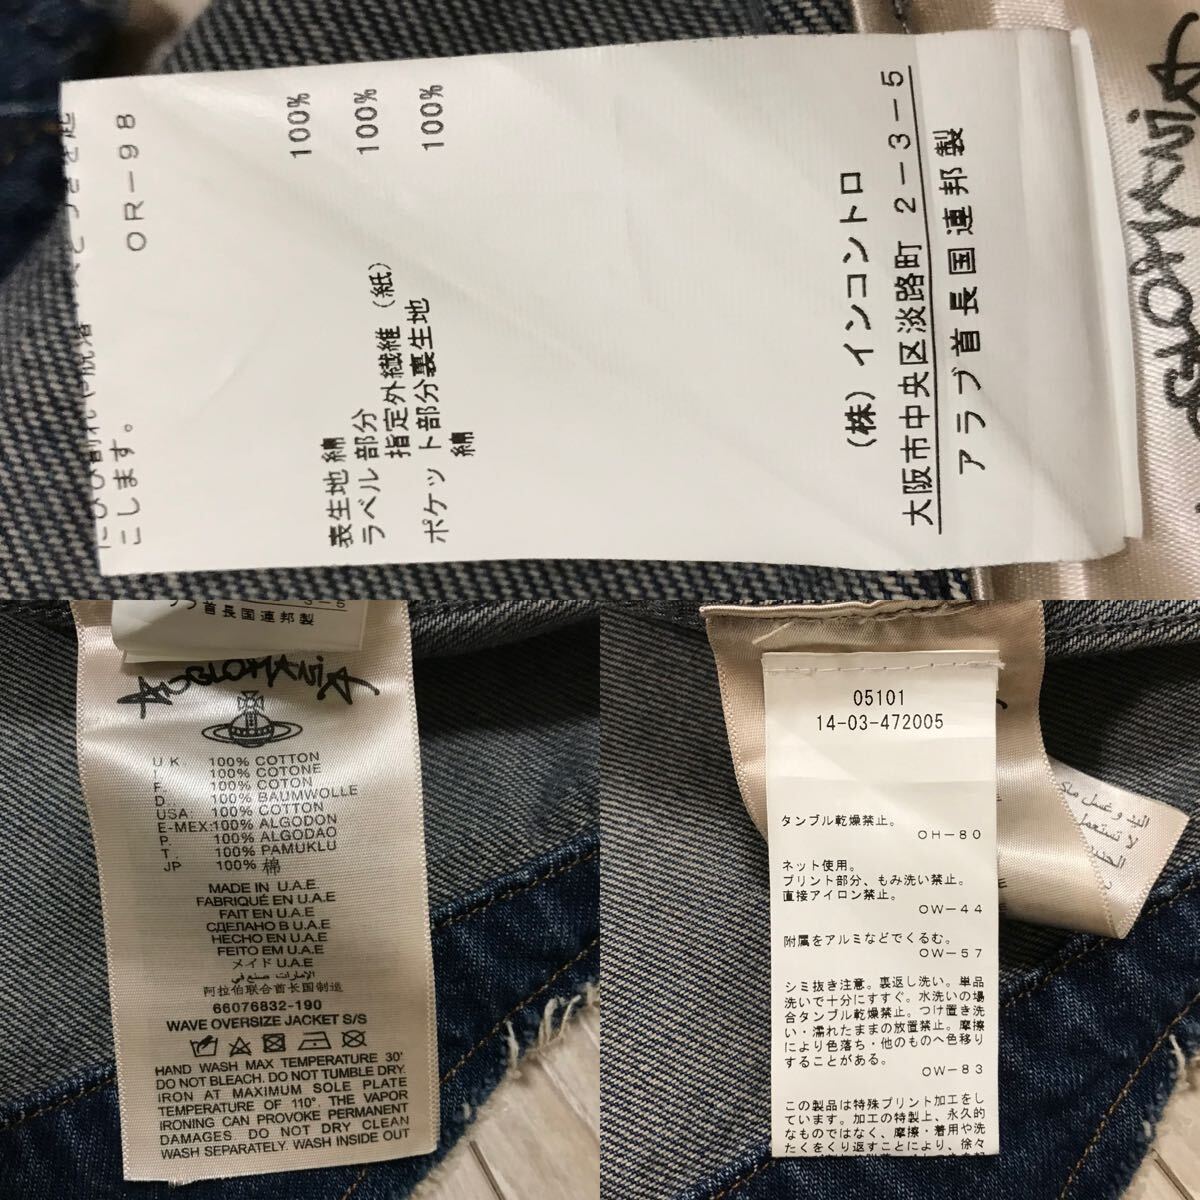 こします。
OR-98
表生地 綿 100%
ラベル部分
指定外繊維(紙) 100%
ポケット部分裏生地
綿 100%
(株)インコントロ
大阪市中央区淡路町 2-3-5
アラブ首長国連邦製
ANGLOMANIA
U.K. 100% COTTON
I. 100% COTONE
F. 100% COTON
D. 100% BAUMWOLLE
USA. 100% COTTON
E-MEX:100% ALGODON
P. 100% ALGODAO
T. 100% PAMUKLU
JP 100% 棉
MADE IN U.A.E
FABRIQUÉ EN U.A.E
FAIT EN U.A.E
СДЕЛАНО В U.A.E
HECHO EN U.A.E
FEITO EM U.A.E
メイド U.A.E
صنع في الإمارات
阿拉伯联合酋长国制造
66076832-190
WAVE OVERSIZE JACKET S/S
HAND WASH MAX TEMPERATURE 30'
DO NOT BLEACH. DO NOT TUMBLE DRY.
IRON AT MAXIMUM SOLE PLATE
TEMPERATURE OF 110°. THE VAPOR
IRONING CAN PROVOKE PERMANENT
DAMAGES. DO NOT DRY CLEAN
WASH SEPARATELY. WASH INSIDE OUT
05101
14-03-472005
タンブル乾燥禁止。
OH-80
ネット使用。
プリント部分、もみ洗い禁止。
直接アイロン禁止。
OW-44
附属をアルミなどでくるむ。
OW-57
シミ抜き注意。裏返し洗い。単品
洗いで十分にすすぐ。水洗いの場
合タンブル乾燥禁止。つけ置き洗
い・濡れたままの放置禁止。摩擦
により色落ち・他のものへ色移り
することがある。
OW-83
この製品は特殊プリント加工をし
ています。加工の特製上、永久的
なものではなく、摩擦・着用や洗
たくをくり返すことにより、徐々